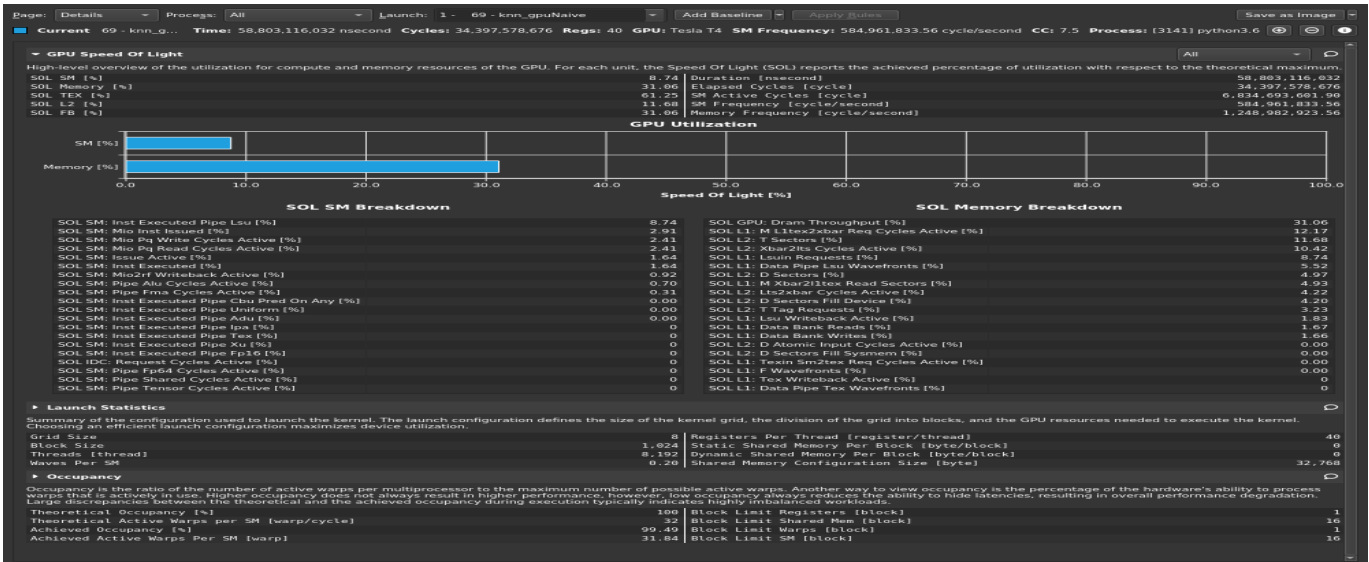 Page: Details Process: All Launch: 1 - 69 - knn_gpuNaive Add Baseline Apply Rules Save as Image
Current 69 - knn_g... Time: 58,803,116,032 nsecond Cycles: 34,397,578,676 Regs: 40 GPU: Tesla T4 SM Frequency: 584,961,833.56 cycle/second CC: 7.5 Process: [3141] python3.6
GPU Speed Of Light All
High-level overview of the utilization for compute and memory resources of the GPU. For each unit, the Speed Of Light (SOL) reports the achieved percentage of utilization with respect to the theoretical maximum.
SOL SM [%] 8.74 Duration [nsecond] 58,803,116,032
SOL Memory [%] 31.06 Elapsed Cycles [cycle] 34,397,578,676
SOL TEX [%] 61.25 SM Active Cycles [cycle] 6,834,693,601.90
SOL L2 [%] 11.68 SM Frequency [cycle/second] 584,961,833.56
SOL FB [%] 31.06 Memory Frequency [cycle/second] 1,248,982,923.56
GPU Utilization
SM [%]
Memory [%]
0.0 10.0 20.0 30.0 40.0 50.0 60.0 70.0 80.0 90.0 100.0
Speed Of Light [%]
SOL SM Breakdown SOL Memory Breakdown
SOL SM: Inst Executed Pipe Lsu [%] 8.74 SOL GPU: Dram Throughput [%] 31.06
SOL SM: Mio Inst Issued [%] 2.91 SOL L1: M L1tex2xbar Req Cycles Active [%] 12.17
SOL SM: Mio Pq Write Cycles Active [%] 2.41 SOL L2: T Sectors [%] 11.68
SOL SM: Mio Pq Read Cycles Active [%] 2.41 SOL L2: Xbar2lts Cycles Active [%] 10.42
SOL SM: Issue Active [%] 1.64 SOL L1: Lsuin Requests [%] 8.74
SOL SM: Inst Executed [%] 1.64 SOL L1: Data Pipe Lsu Wavefronts [%] 5.52
SOL SM: Mio2rf Writeback Active [%] 0.92 SOL L2: D Sectors [%] 4.97
SOL SM: Pipe Alu Cycles Active [%] 0.70 SOL L1: M Xbar2l1tex Read Sectors [%] 4.93
SOL SM: Pipe Fma Cycles Active [%] 0.31 SOL L2: Lts2xbar Cycles Active [%] 4.22
SOL SM: Inst Executed Pipe Cbu Pred On Any [%] 0.00 SOL L2: D Sectors Fill Device [%] 4.20
SOL SM: Inst Executed Pipe Uniform [%] 0.00 SOL L2: T Tag Requests [%] 3.23
SOL SM: Inst Executed Pipe Adu [%] 0.00 SOL L1: Lsu Writeback Active [%] 1.83
SOL SM: Inst Executed Pipe Ipa [%] 0 SOL L1: Data Bank Reads [%] 1.67
SOL SM: Inst Executed Pipe Tex [%] 0 SOL L1: Data Bank Writes [%] 1.66
SOL SM: Inst Executed Pipe Xu [%] 0 SOL L2: D Atomic Input Cycles Active [%] 0.00
SOL SM: Inst Executed Pipe Fp16 [%] 0 SOL L2: D Sectors Fill Sysmem [%] 0.00
SOL IDC: Request Cycles Active [%] 0 SOL L1: Texin Sm2tex Req Cycles Active [%] 0.00
SOL SM: Pipe Fp64 Cycles Active [%] 0 SOL L1: F Wavefronts [%] 0.00
SOL SM: Pipe Shared Cycles Active [%] 0 SOL L1: Tex Writeback Active [%] 0
SOL SM: Pipe Tensor Cycles Active [%] 0 SOL L1: Data Pipe Tex Wavefronts [%] 0
Launch Statistics
Summary of the configuration used to launch the kernel. The launch configuration defines the size of the kernel grid, the division of the grid into blocks, and the GPU resources needed to execute the kernel.
Choosing an efficient launch configuration maximizes device utilization.
Grid Size 8 Registers Per Thread [register/thread] 40
Block Size 1,024 Static Shared Memory Per Block [byte/block] 0
Threads [thread] 8,192 Dynamic Shared Memory Per Block [byte/block] 0
Waves Per SM 0.20 Shared Memory Configuration Size [byte] 32,768
Occupancy
Occupancy is the ratio of the number of active warps per multiprocessor to the maximum number of possible active warps. Another way to view occupancy is the percentage of the hardware's ability to process
warps that is actively in use. Higher occupancy does not always result in higher performance, however, low occupancy always reduces the ability to hide latencies, resulting in overall performance degradation.
Large discrepancies between the theoretical and the achieved occupancy during execution typically indicates highly imbalanced workloads.
Theoretical Occupancy [%] 100 Block Limit Registers [block] 1
Theoretical Active Warps per SM [warp/cycle] 32 Block Limit Shared Mem [block] 16
Achieved Occupancy [%] 99.49 Block Limit Warps [block] 1
Achieved Active Warps Per SM [warp] 31.84 Block Limit SM [block] 16